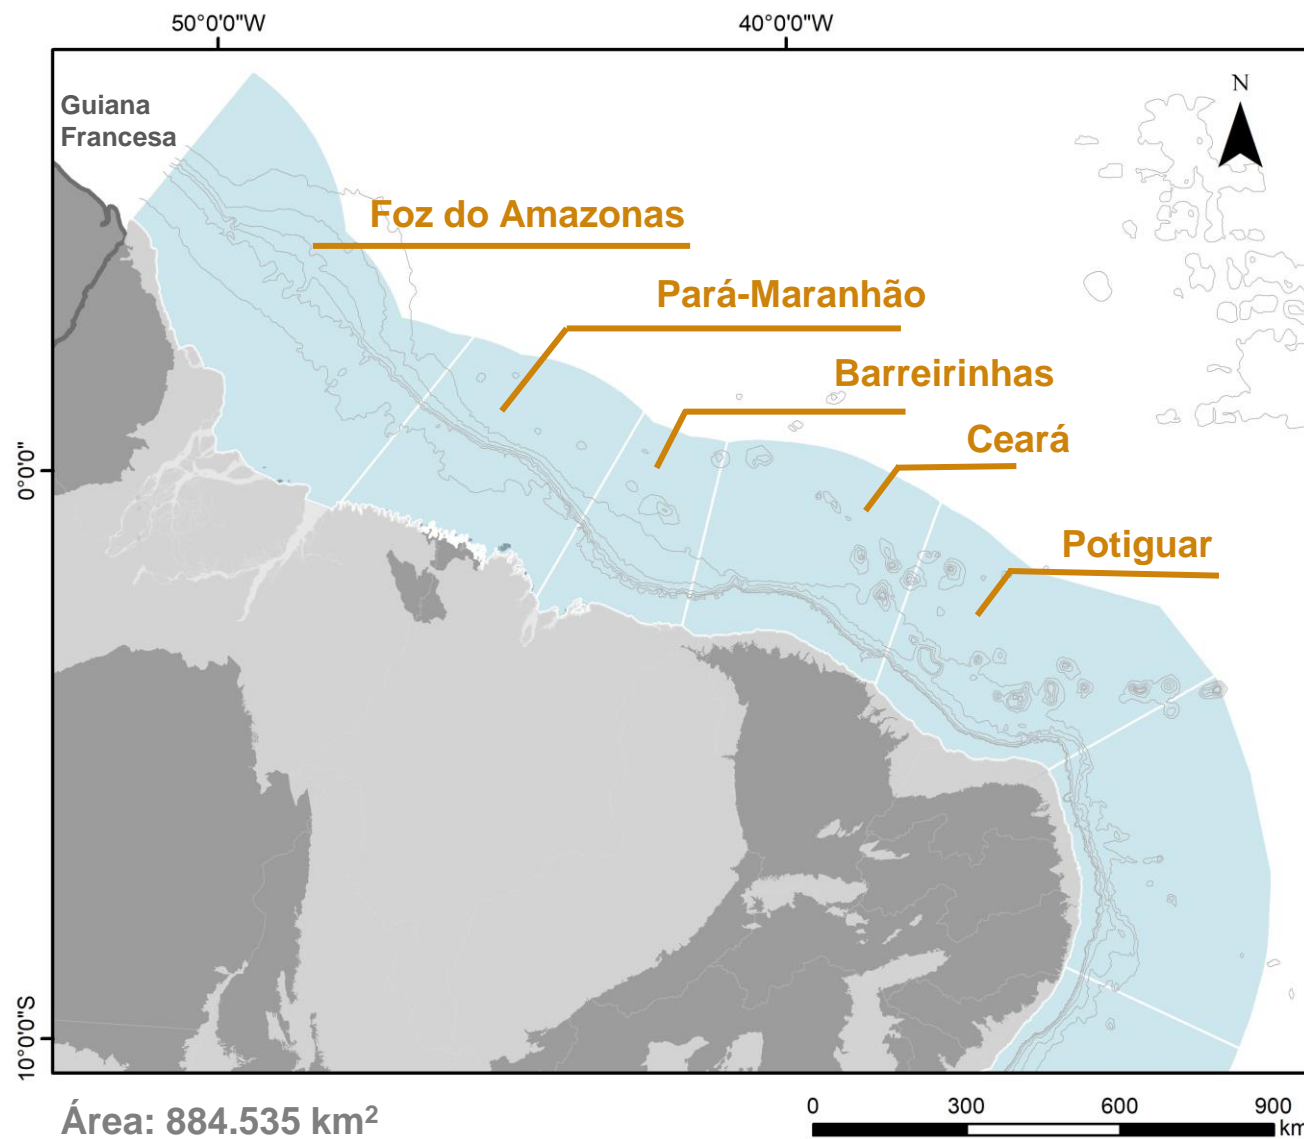 50°0'0"W
40°0'0"W
Guiana
Francesa
N
Foz do Amazonas
Pará-Maranhão
Barreirinhas
Ceará
Potiguar
0°0'0"
10°0'0"S
Área: 884.535 km²
0 300 600 900
km